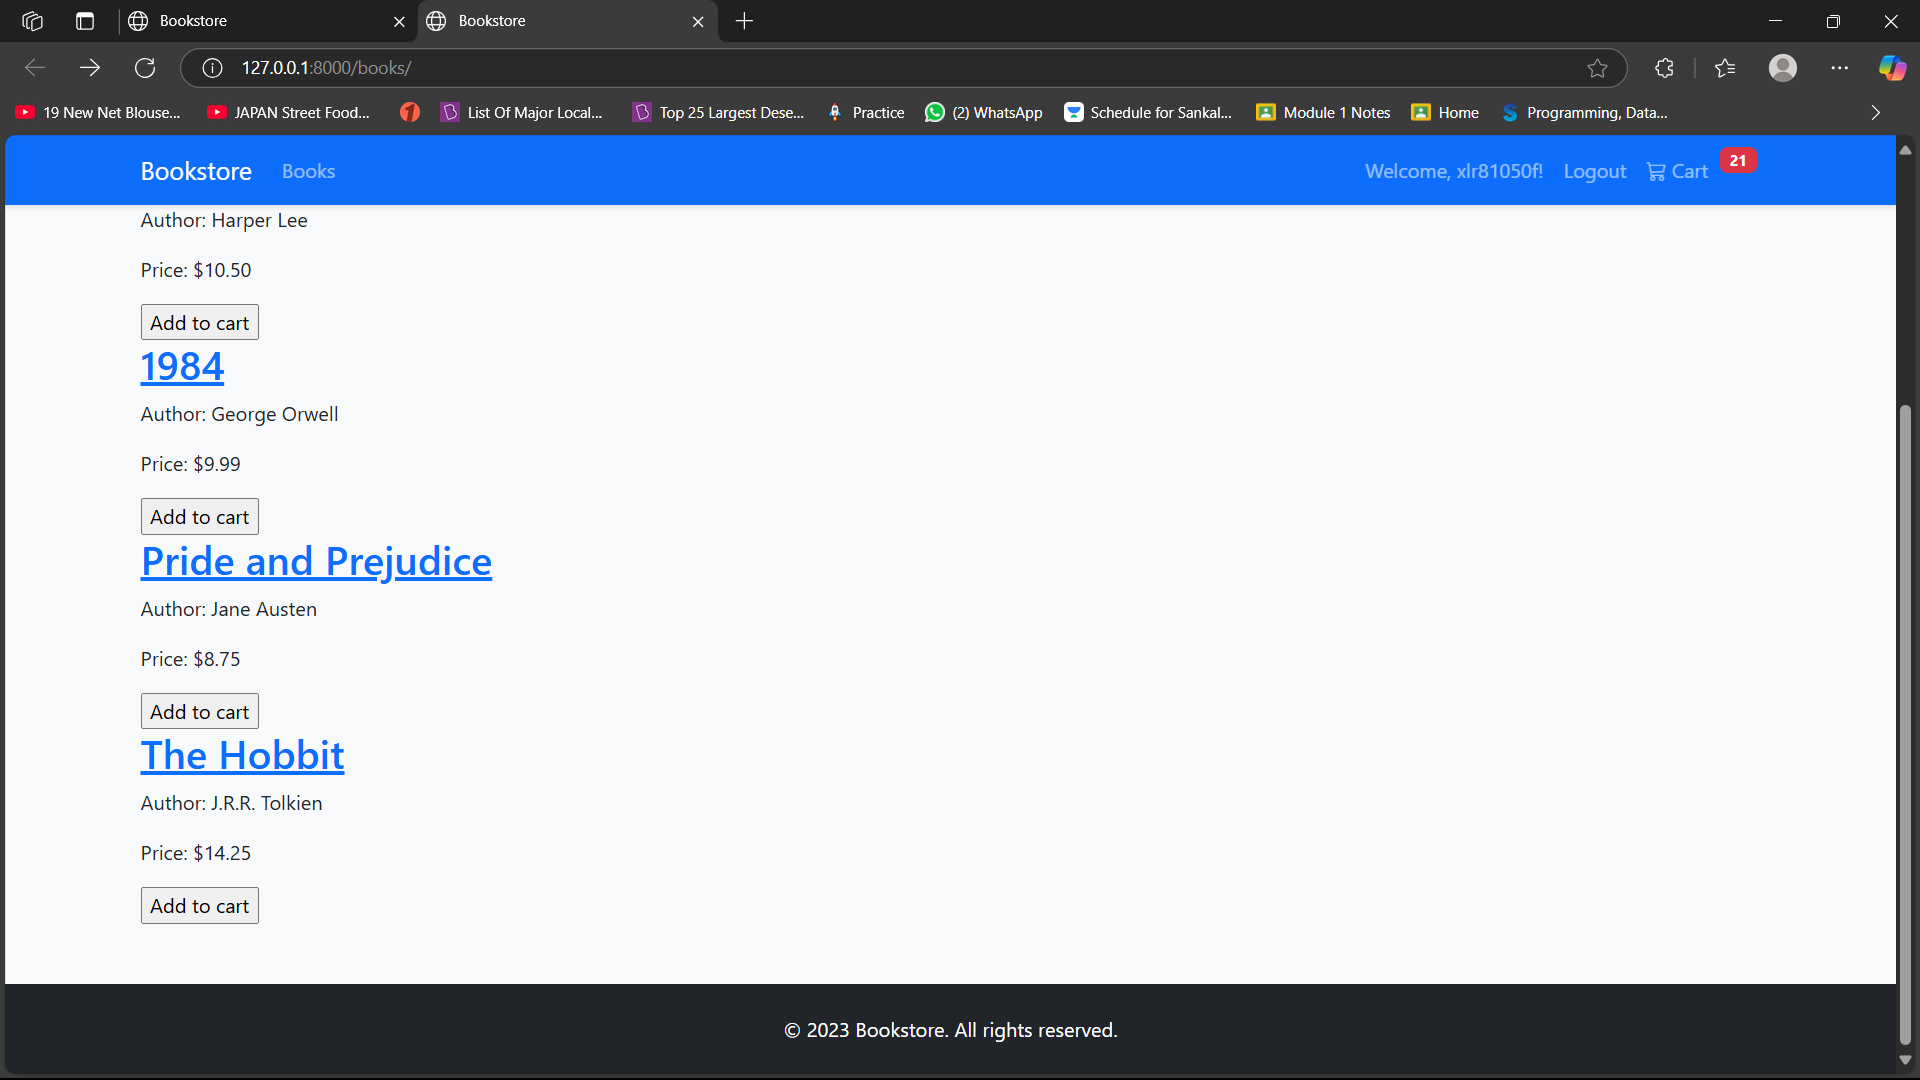 Bookstore
Bookstore
127.0.0.1:8000/books/
19 New Net Blouse...
JAPAN Street Food...
List Of Major Local...
Top 25 Largest Dese...
Practice
(2) WhatsApp
Schedule for Sankal...
Module 1 Notes
Home
Programming, Data...
Bookstore
Books
Welcome, xlr81050f!
Logout
Cart
21
Author: Harper Lee
Price: $10.50
Add to cart
1984
Author: George Orwell
Price: $9.99
Add to cart
Pride and Prejudice
Author: Jane Austen
Price: $8.75
Add to cart
The Hobbit
Author: J.R.R. Tolkien
Price: $14.25
Add to cart
© 2023 Bookstore. All rights reserved.